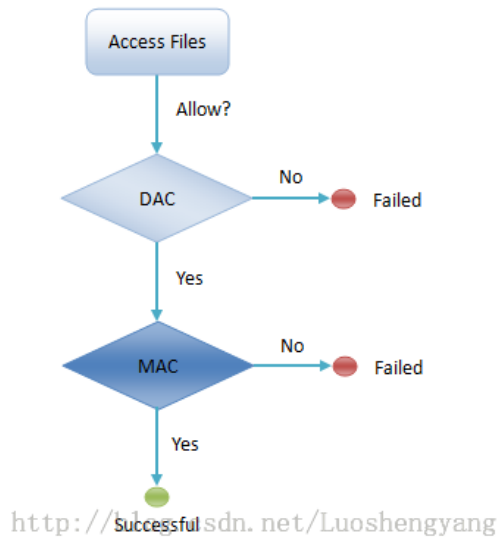 Access Files
Allow?
DAC
No
Failed
Yes
MAC
No
Failed
Yes
Successful
http://blog.csdn.net/Luoshengyang